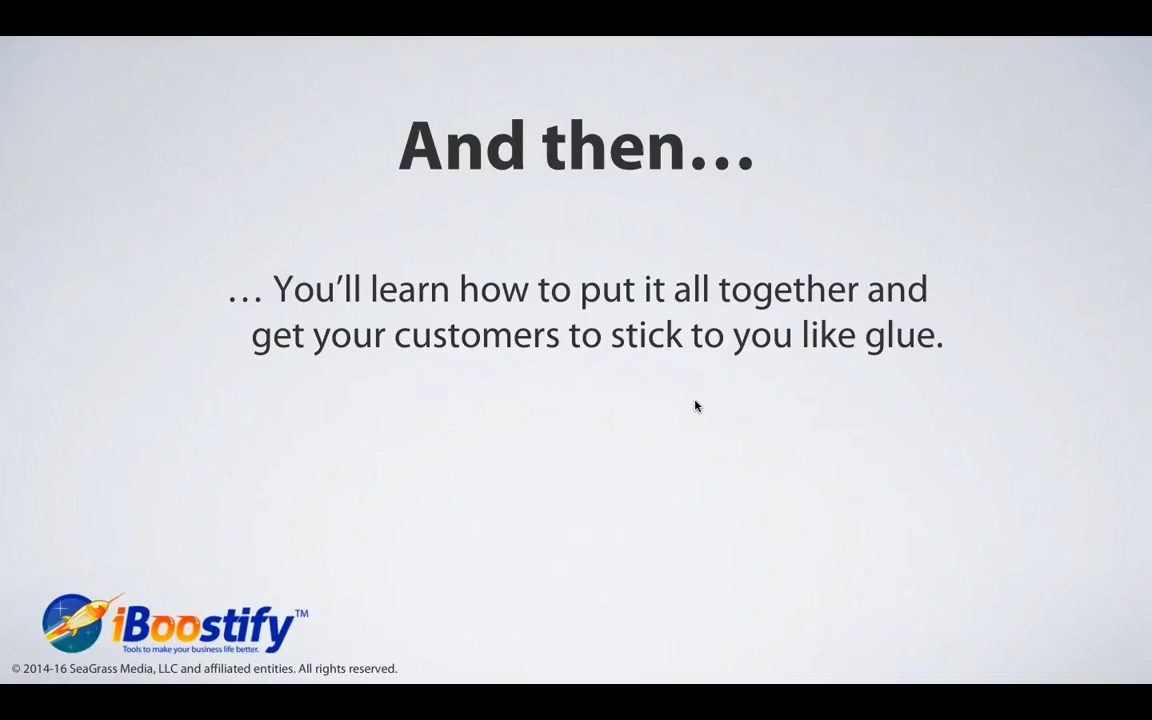 And then…
… You’ll learn how to put it all together and
get your customers to stick to you like glue.
iBoostify™
Tools to make your business life better.
© 2014-16 SeaGrass Media, LLC and affiliated entities. All rights reserved.